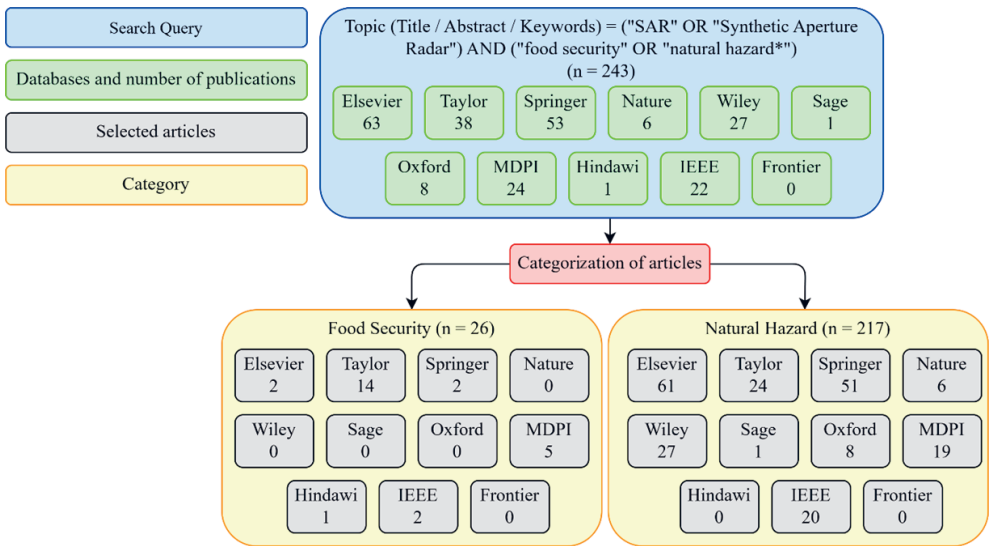 Search Query
Databases and number of publications
Selected articles
Category
Topic (Title / Abstract / Keywords) = ("SAR" OR "Synthetic Aperture
Radar") AND ("food security" OR "natural hazard*")
(n = 243)
Elsevier
63
Taylor
38
Springer
53
Nature
6
Wiley
27
Sage
1
Oxford
8
MDPI
24
Hindawi
1
IEEE
22
Frontier
0
Categorization of articles
Food Security (n = 26)
Elsevier
2
Taylor
14
Springer
2
Nature
0
Wiley
0
Sage
0
Oxford
0
MDPI
5
Hindawi
1
IEEE
2
Frontier
0
Natural Hazard (n = 217)
Elsevier
61
Taylor
24
Springer
51
Nature
6
Wiley
27
Sage
1
Oxford
8
MDPI
19
Hindawi
0
IEEE
20
Frontier
0